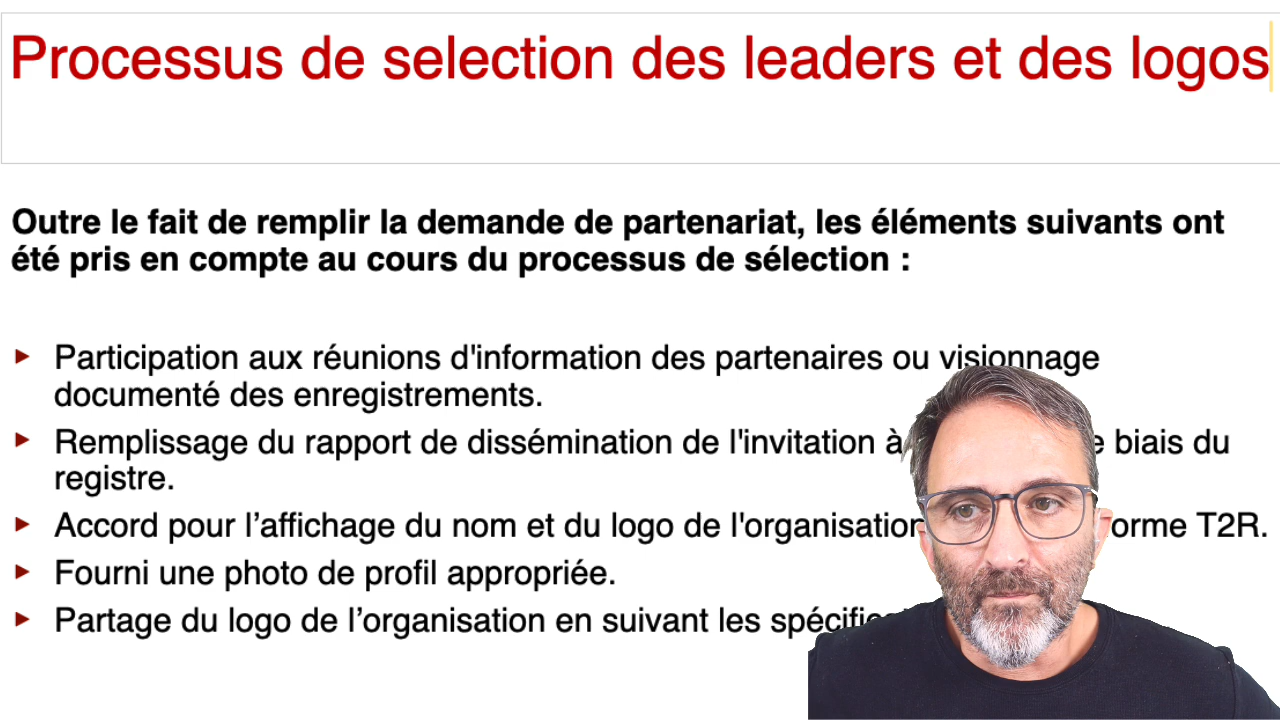 Processus de selection des leaders et des logos
Outre le fait de remplir la demande de partenariat, les éléments suivants ont
été pris en compte au cours du processus de sélection :
Participation aux réunions d'information des partenaires ou visionnage
documenté des enregistrements.
Remplissage du rapport de dissémination de l'invitation à biais du
registre.
Accord pour l’affichage du nom et du logo de l'organisation T2R.
Fourni une photo de profil appropriée.
Partage du logo de l’organisation en suivant les